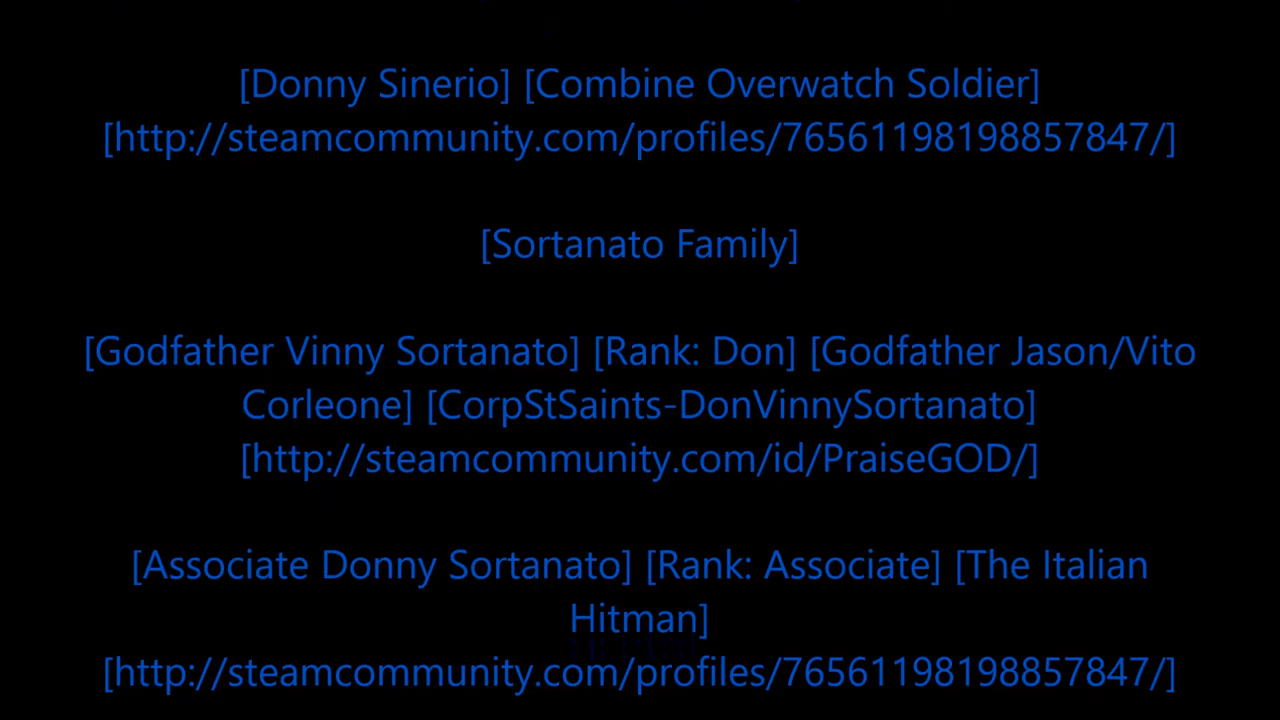 [Donny Sinerio] [Combine Overwatch Soldier]
[http://steamcommunity.com/profiles/76561198198857847/]
[Sortanato Family]
[Godfather Vinny Sortanato] [Rank: Don] [Godfather Jason/Vito
Corleone] [CorpStSaints-DonVinnySortanato]
[http://steamcommunity.com/id/PraiseGOD/]
[Associate Donny Sortanato] [Rank: Associate] [The Italian
Hitman]
[http://steamcommunity.com/profiles/76561198198857847/]